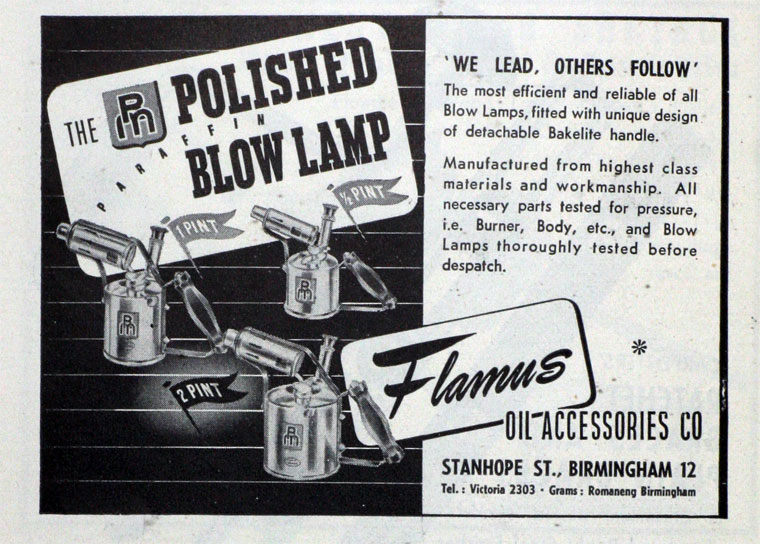 THE Pm POLISHED
PARAFFIN
BLOW LAMP
1 PINT
½ PINT
2 PINT
Pm
Pm
Pm
'WE LEAD, OTHERS FOLLOW'
The most efficient and reliable of all
Blow Lamps, fitted with unique design
of detachable Bakelite handle.
Manufactured from highest class
materials and workmanship. All
necessary parts tested for pressure,
i.e. Burner, Body, etc., and Blow
Lamps thoroughly tested before
despatch.
Flamus
*
OIL ACCESSORIES CO
STANHOPE ST., BIRMINGHAM 12
Tel.: Victoria 2303 · Grams: Romaneng Birmingham